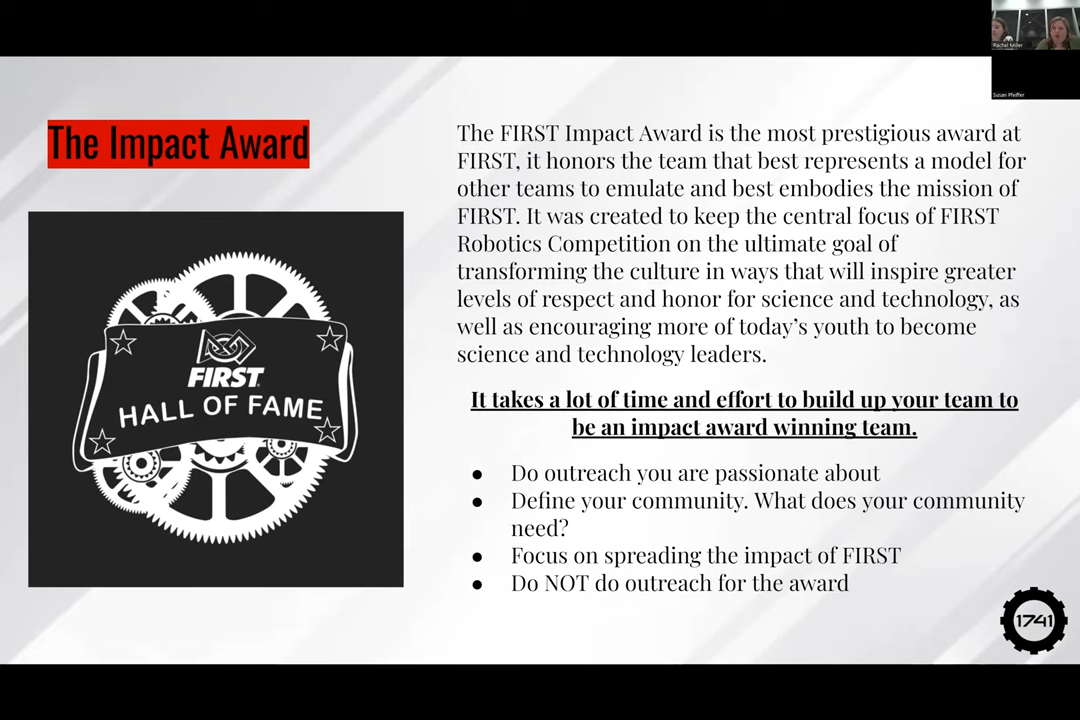 Rachel Miller
Susan Pfeiffer
The Impact Award
FIRST
HALL OF FAME
The FIRST Impact Award is the most prestigious award at
FIRST, it honors the team that best represents a model for
other teams to emulate and best embodies the mission of
FIRST. It was created to keep the central focus of FIRST
Robotics Competition on the ultimate goal of
transforming the culture in ways that will inspire greater
levels of respect and honor for science and technology, as
well as encouraging more of today’s youth to become
science and technology leaders.
It takes a lot of time and effort to build up your team to
be an impact award winning team.
● Do outreach you are passionate about
● Define your community. What does your community
need?
● Focus on spreading the impact of FIRST
● Do NOT do outreach for the award
1741